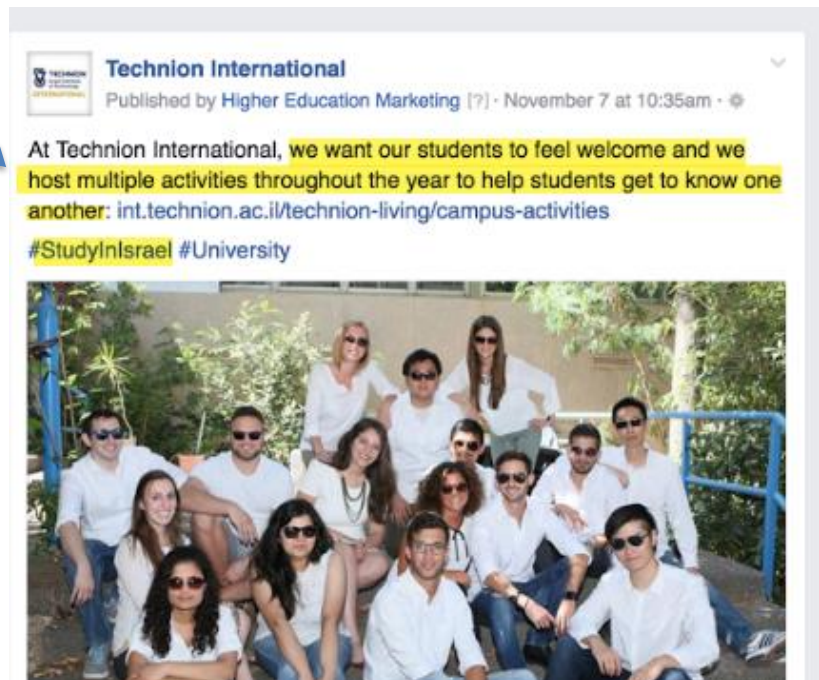 TECHNION
INTERNATIONAL
Technion International
Published by Higher Education Marketing [?] · November 7 at 10:35am ·
At Technion International, we want our students to feel welcome and we
host multiple activities throughout the year to help students get to know one
another: int.technion.ac.il/technion-living/campus-activities
#StudyInIsrael #University